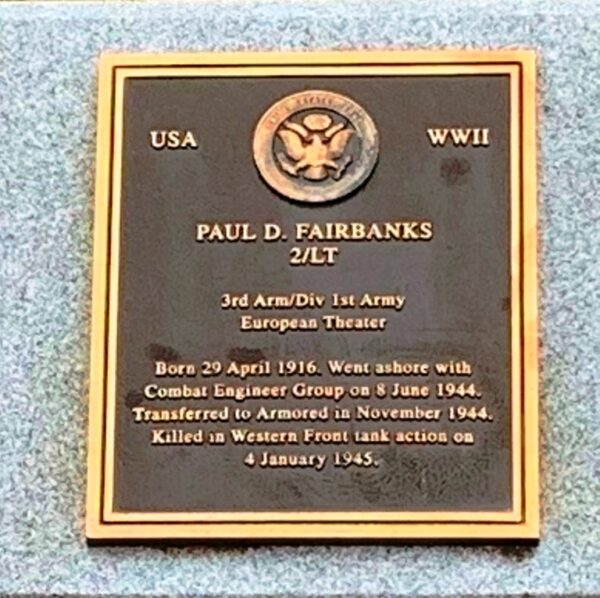 USA WWII
PAUL D. FAIRBANKS
2/LT
3rd Arm/Div 1st Army
European Theater
Born 29 April 1916. Went ashore with
Combat Engineer Group on 8 June 1944.
Transferred to Armored in November 1944.
Killed in Western Front tank action on
4 January 1945.